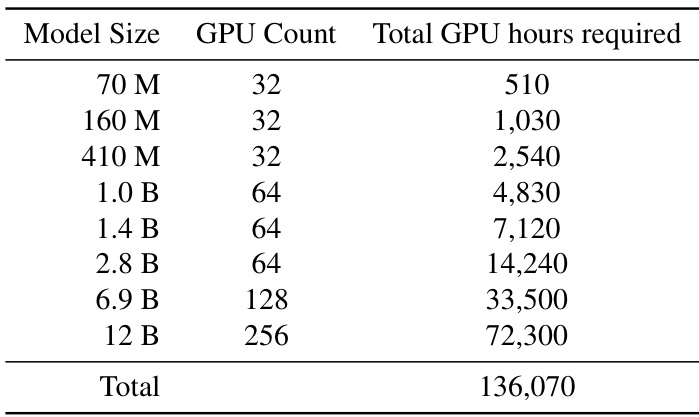 Model Size GPU Count Total GPU hours required
70 M 32 510
160 M 32 1,030
410 M 32 2,540
1.0 B 64 4,830
1.4 B 64 7,120
2.8 B 64 14,240
6.9 B 128 33,500
12 B 256 72,300
Total 136,070